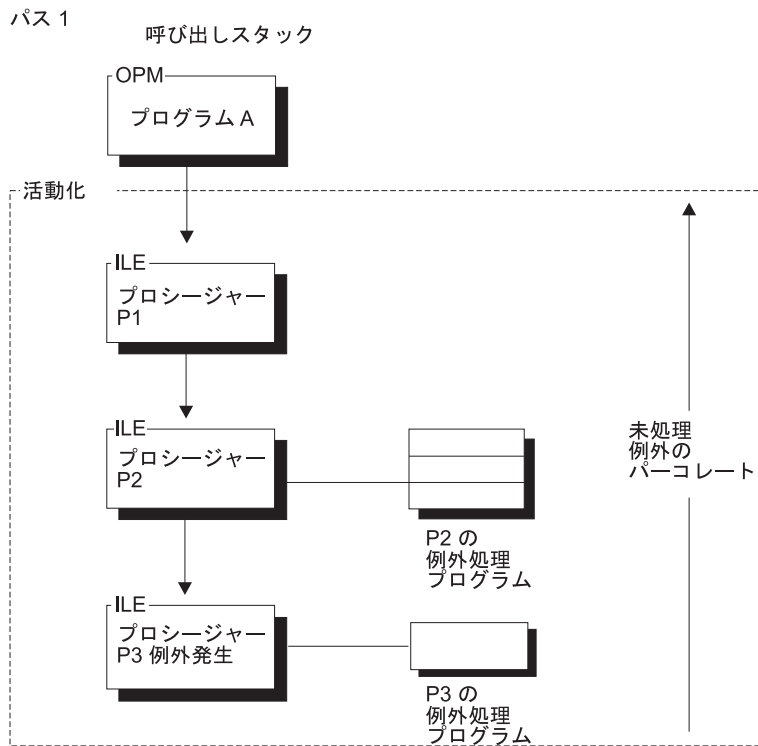 パス 1
呼び出しスタック
OPM
プログラム A
活動化
ILE
プロシージャー
P1
ILE
プロシージャー
P2
P2 の
例外処理
プログラム
未処理
例外の
パーコレート
ILE
プロシージャー
P3 例外発生
P3 の
例外処理
プログラム